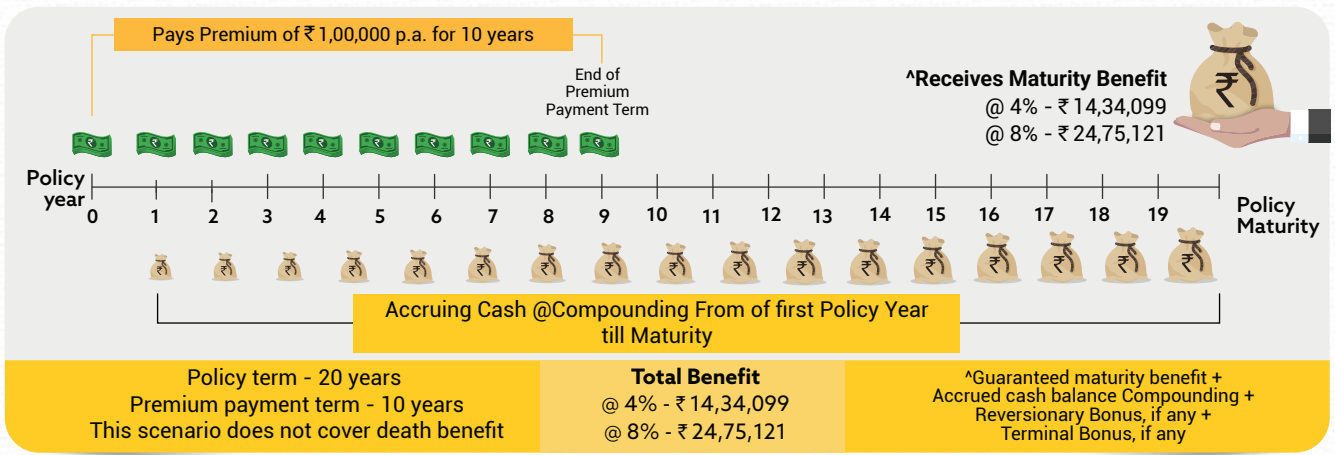 Pays Premium of ₹ 1,00,000 p.a. for 10 years
End of
Premium
Payment Term
^Receives Maturity Benefit
@ 4% - ₹ 14,34,099
@ 8% - ₹ 24,75,121
Policy
year
0 1 2 3 4 5 6 7 8 9 10 11 12 13 14 15 16 17 18 19
Policy
Maturity
Accruing Cash @Compounding From of first Policy Year
till Maturity
Policy term - 20 years
Premium payment term - 10 years
This scenario does not cover death benefit
Total Benefit
@ 4% - ₹ 14,34,099
@ 8% - ₹ 24,75,121
^Guaranteed maturity benefit +
Accrued cash balance Compounding +
Reversionary Bonus, if any +
Terminal Bonus, if any